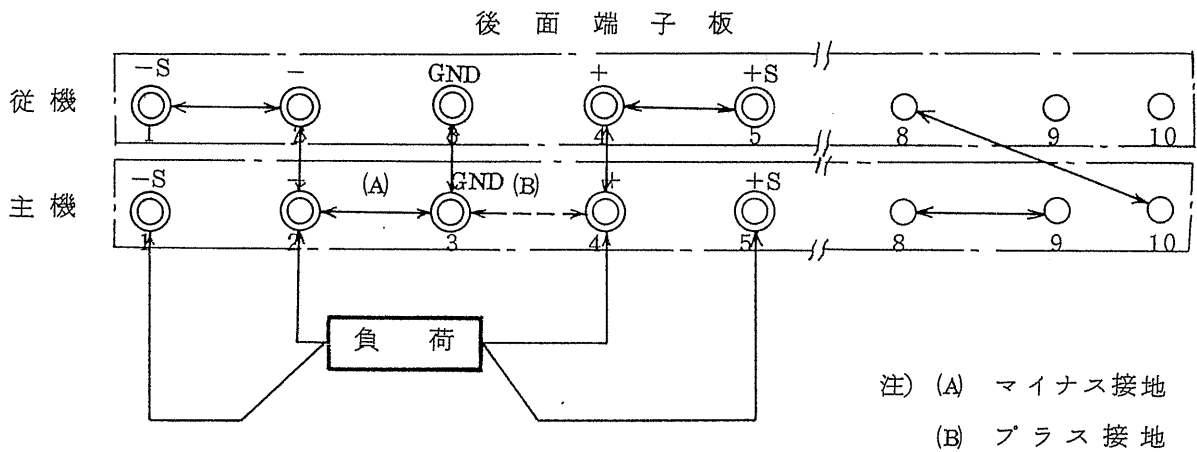 後面端子板
-S - GND + +S
従機
1 2 3 4 5 8 9 10
-S - (A) GND (B) + +S
主機
1 2 3 4 5 8 9 10
負荷
注) (A) マイナス接地
(B) プラス接地